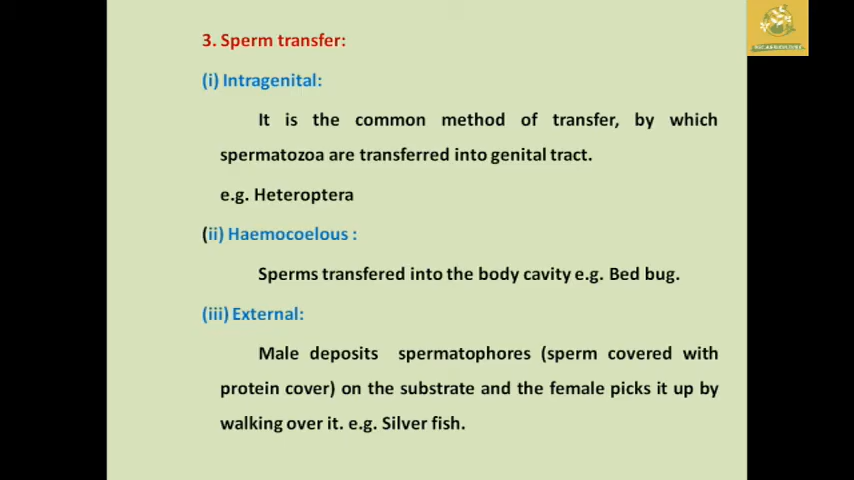 3. Sperm transfer:
(i) Intragenital:
It is the common method of transfer, by which
spermatozoa are transferred into genital tract.
e.g. Heteroptera
(ii) Haemocoelous :
Sperms transfered into the body cavity e.g. Bed bug.
(iii) External:
Male deposits spermatophores (sperm covered with
protein cover) on the substrate and the female picks it up by
walking over it. e.g. Silver fish.